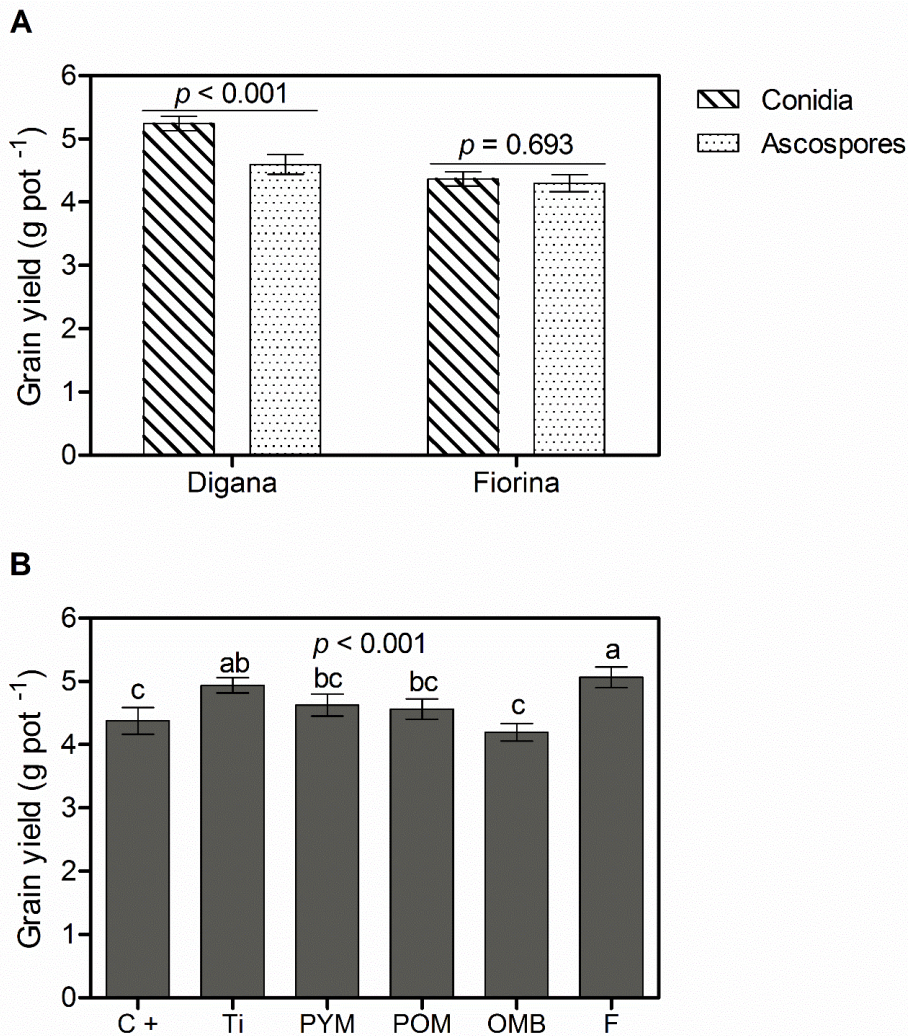 A
Grain yield (g pot -1)
6
5
4
3
2
1
0
p < 0.001
p = 0.693
Conidia
Ascospores
Digana
Fiorina
B
Grain yield (g pot -1)
6
5
4
3
2
1
0
p < 0.001
c
ab
bc
bc
c
a
C +
Ti
PYM
POM
OMB
F